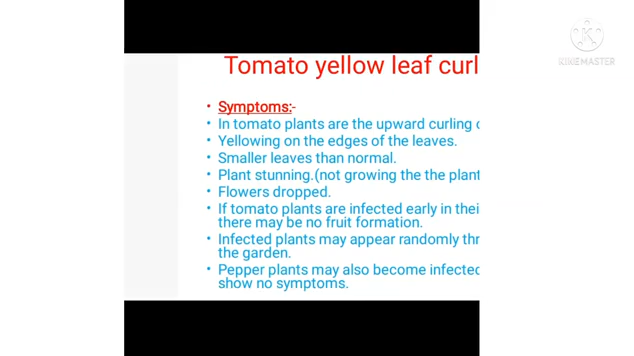 KINEMASTER
Tomato yellow leaf curl
• Symptoms:-
• In tomato plants are the upward curling
• Yellowing on the edges of the leaves.
• Smaller leaves than normal.
• Plant stunning.(not growing the the plant
• Flowers dropped.
• If tomato plants are infected early in
there may be no fruit formation.
• Infected plants may appear randomly
the garden.
• Pepper plants may also become infected
show no symptoms.